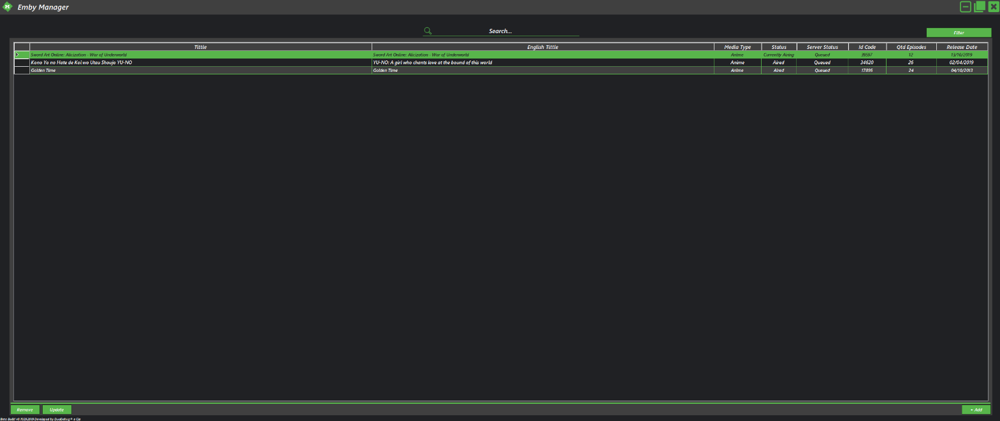 Emby Manager
Search...
Filter
Tittle English Tittle Media Type Status Server Status Id Code Qtd Episodes Release Date
Sword Art Online: Alicization - War of Underworld Sword Art Online: Alicization - War of Underworld Anime Currently Airing Queued 39597 12 13/10/2019
Kono Yo no Hate de Koi wo Utau Shoujo YU-NO YU-NO: A girl who chants love at the bound of this world Anime Aired Queued 34620 26 02/04/2019
Golden Time Golden Time Anime Aired Queued 17895 24 04/10/2013
Remove Update + Add
Beta Build v0.10292019 Developed by DuoDebug® e Cia